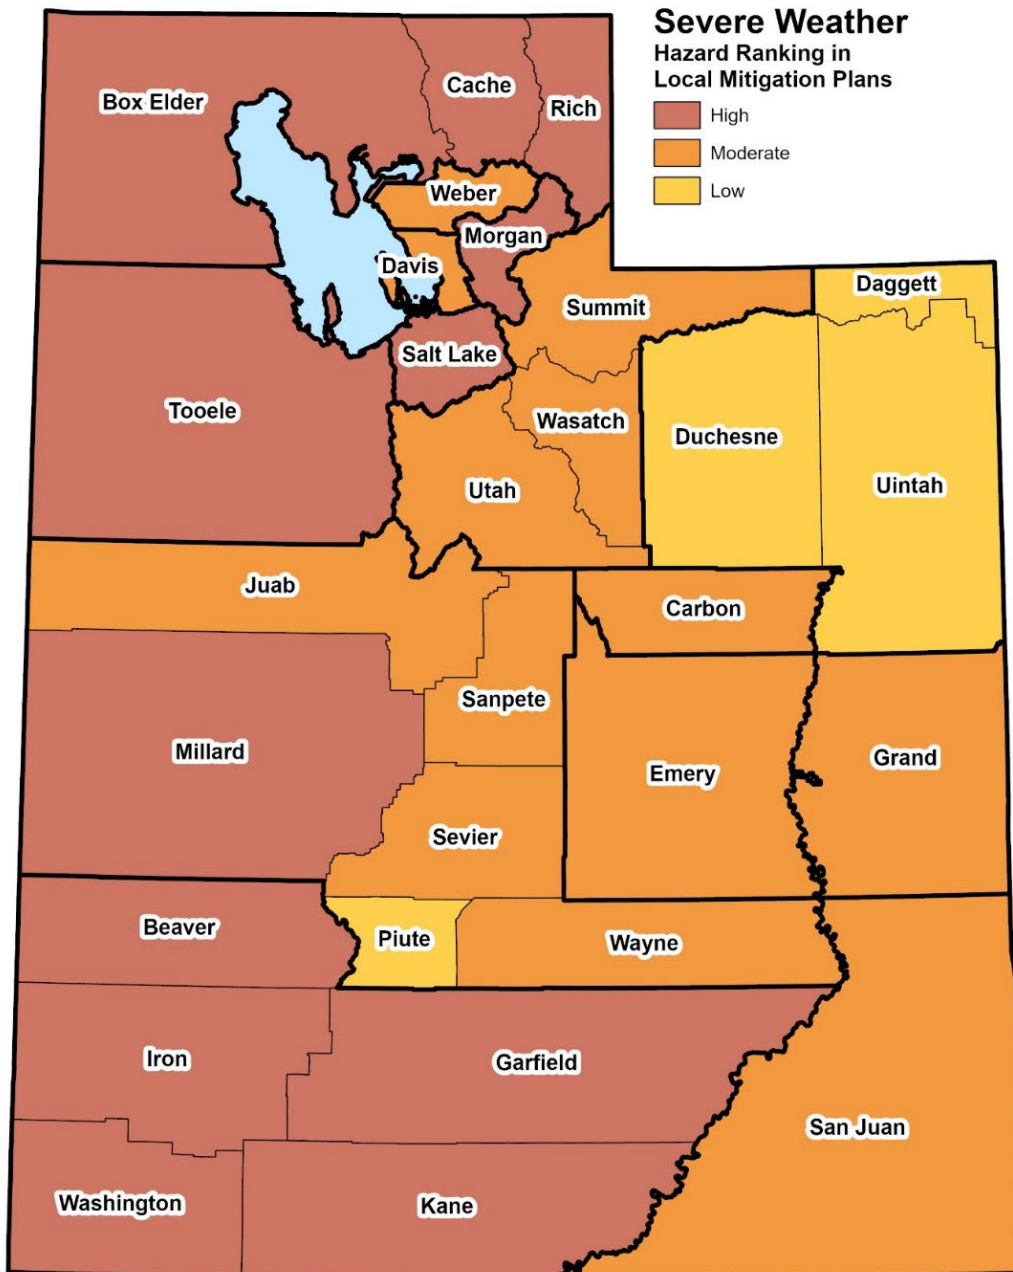 Severe Weather
Hazard Ranking in
Local Mitigation Plans
High
Moderate
Low
Cache
Box Elder
Rich
Weber
Morgan
Davis
Daggett
Summit
Salt Lake
Tooele
Wasatch
Duchesne
Uintah
Utah
Juab
Carbon
Sanpete
Millard
Grand
Emery
Sevier
Beaver
Piute
Wayne
Iron
Garfield
San Juan
Washington
Kane